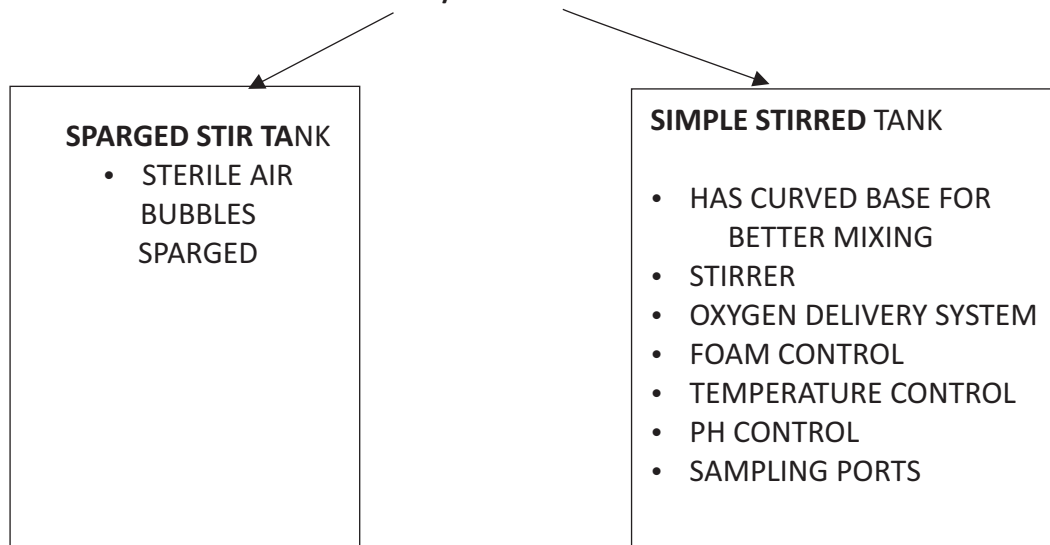 SPARGED STIR TANK
• STERILE AIR
BUBBLES
SPARGED
SIMPLE STIRRED TANK
• HAS CURVED BASE FOR
BETTER MIXING
• STIRRER
• OXYGEN DELIVERY SYSTEM
• FOAM CONTROL
• TEMPERATURE CONTROL
• PH CONTROL
• SAMPLING PORTS